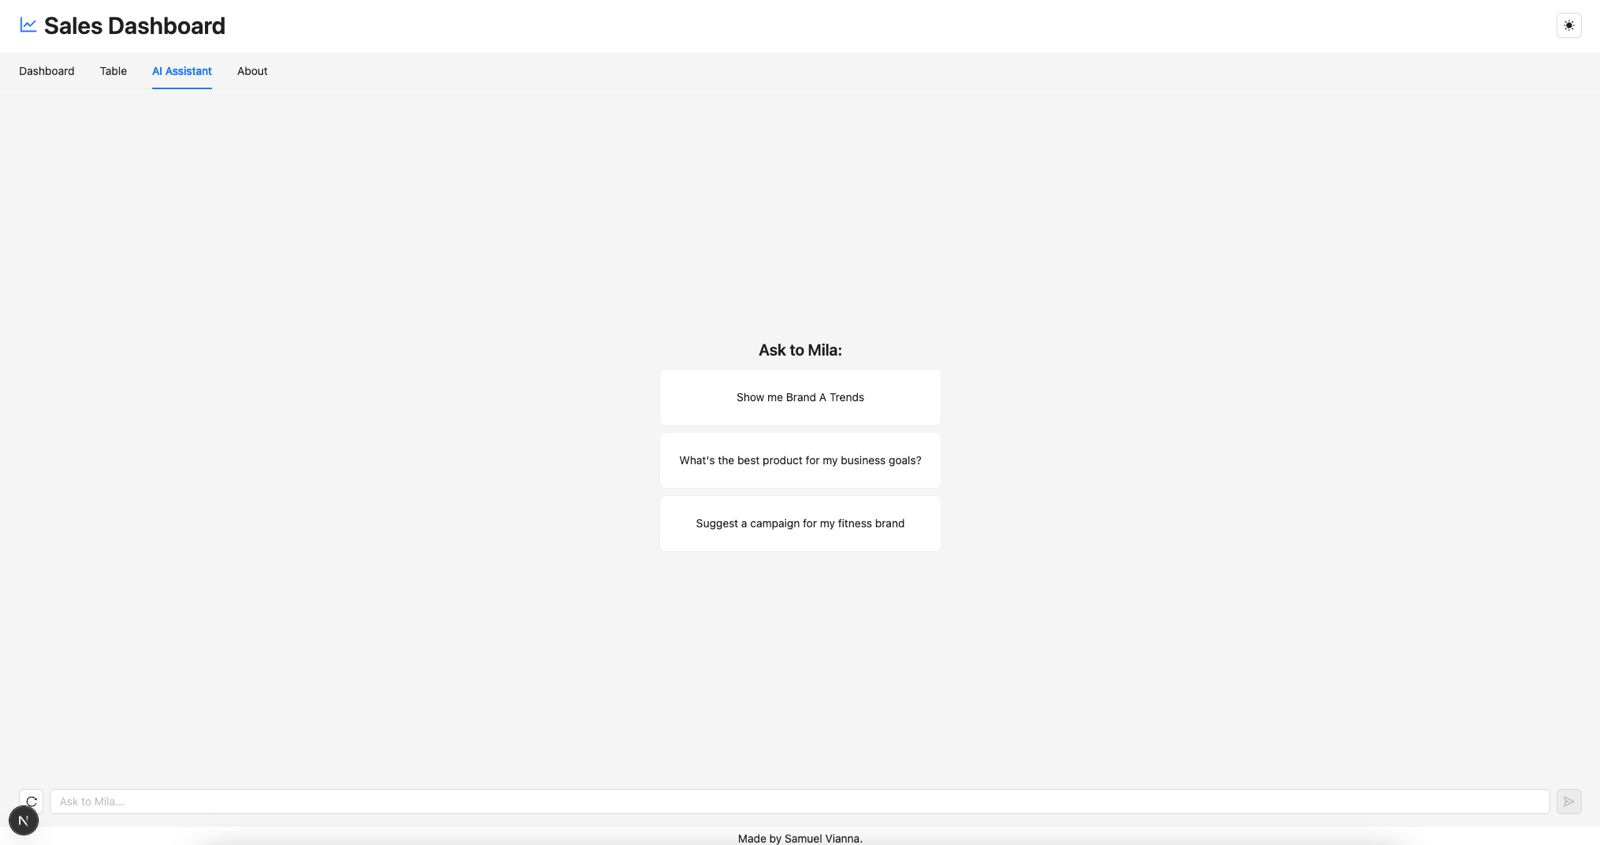 Sales Dashboard
Dashboard Table AI Assistant About
Ask to Mila:
Show me Brand A Trends
What's the best product for my business goals?
Suggest a campaign for my fitness brand
Ask to Mila...
N
Made by Samuel Vianna.